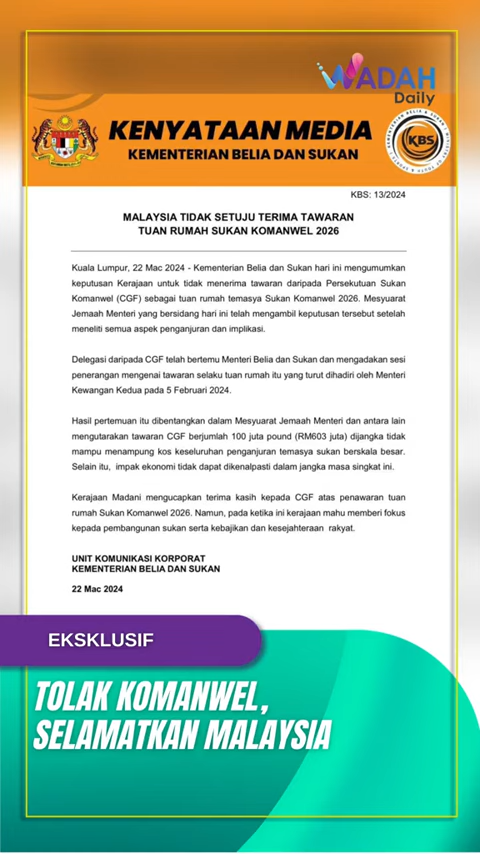 WADAH
Daily
KENYATAAN MEDIA
KEMENTERIAN BELIA DAN SUKAN
KBS
KBS: 13/2024
MALAYSIA TIDAK SETUJU TERIMA TAWARAN
TUAN RUMAH SUKAN KOMANWEL 2026
Kuala Lumpur, 22 Mac 2024 - Kementerian Belia dan Sukan hari ini mengumumkan
keputusan Kerajaan untuk tidak menerima tawaran daripada Persekutuan Sukan
Komanwel (CGF) sebagai tuan rumah temasya Sukan Komanwel 2026. Mesyuarat
Jemaah Menteri yang bersidang hari ini telah mengambil keputusan tersebut setelah
meneliti semua aspek penganjuran dan implikasi.
Delegasi daripada CGF telah bertemu Menteri Belia dan Sukan dan mengadakan sesi
penerangan mengenai tawaran selaku tuan rumah itu yang turut dihadiri oleh Menteri
Kewangan Kedua pada 5 Februari 2024.
Hasil pertemuan itu dibentangkan dalam Mesyuarat Jemaah Menteri dan antara lain
mengutarakan tawaran CGF berjumlah 100 juta pound (RM603 juta) dijangka tidak
mampu menampung kos keseluruhan penganjuran temasya sukan berskala besar.
Selain itu, impak ekonomi tidak dapat dikenalpasti dalam jangka masa singkat ini.
Kerajaan Madani mengucapkan terima kasih kepada CGF atas penawaran tuan
rumah Sukan Komanwel 2026. Namun, pada ketika ini kerajaan mahu memberi fokus
kepada pembangunan sukan serta kebajikan dan kesejahteraan rakyat.
UNIT KOMUNIKASI KORPORAT
KEMENTERIAN BELIA DAN SUKAN
22 Mac 2024
EKSKLUSIF
TOLAK KOMANWEL,
SELAMATKAN MALAYSIA